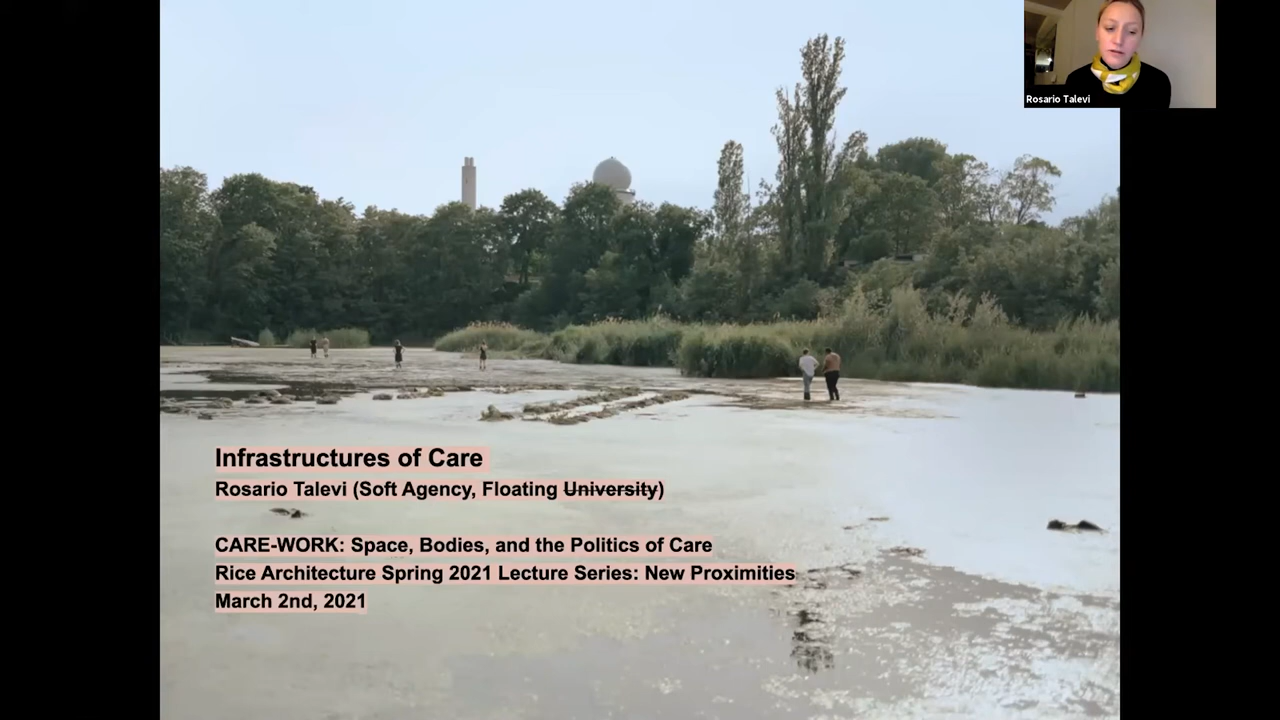 Rosario Talevi
Infrastructures of Care
Rosario Talevi (Soft Agency, Floating University)
CARE-WORK: Space, Bodies, and the Politics of Care
Rice Architecture Spring 2021 Lecture Series: New Proximities
March 2nd, 2021